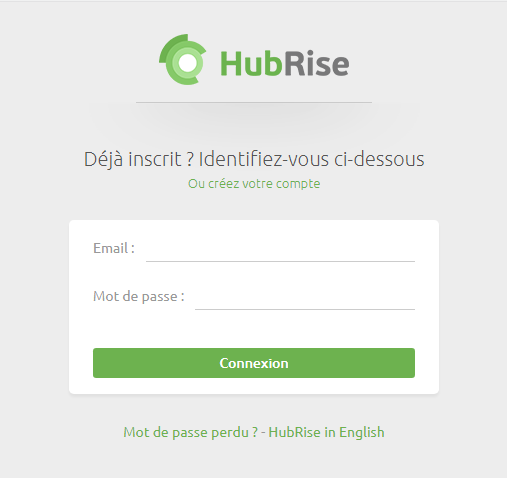 HubRise
Déjà inscrit ? Identifiez-vous ci-dessous
Ou créez votre compte
Email :
Mot de passe :
Connexion
Mot de passe perdu ? - HubRise in English